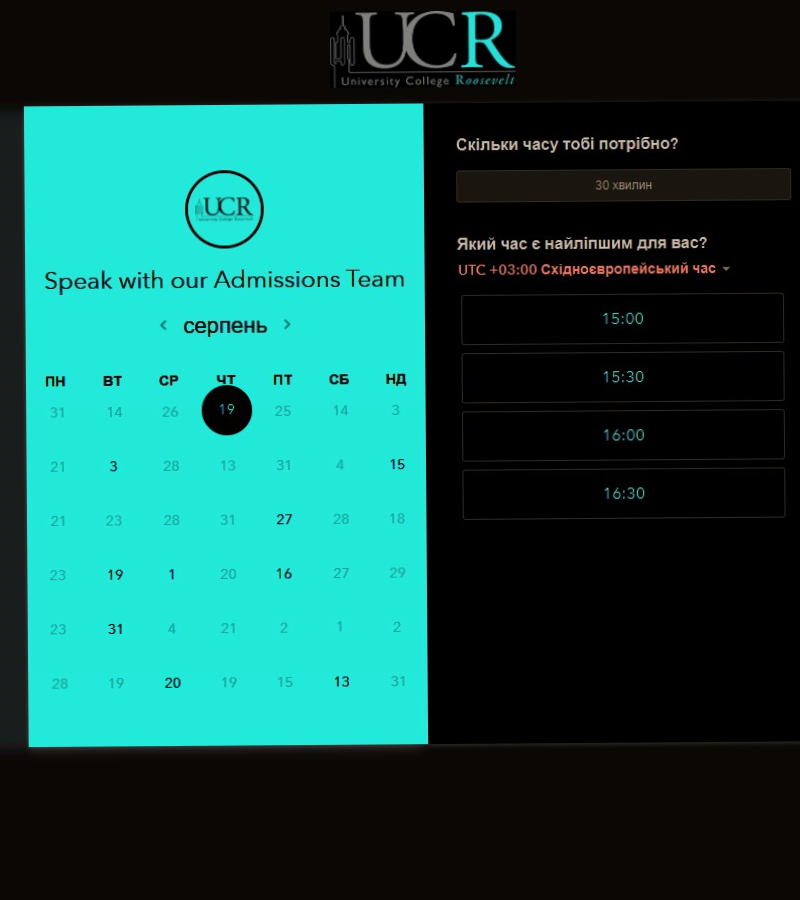 UCR
University College Roosevelt
UCR
University College Roosevelt
Speak with our Admissions Team
серпень
ПН ВТ СР ЧТ ПТ СБ НД
31 14 26 19 25 14 3
21 3 28 13 31 4 15
21 23 28 31 27 28 18
23 19 1 20 16 27 29
23 31 4 21 2 1 2
28 19 20 19 15 13 31
Скільки часу тобі потрібно?
30 хвилин
Який час є найліпшим для вас?
UTC +03:00 Східноєвропейський час
15:00
15:30
16:00
16:30